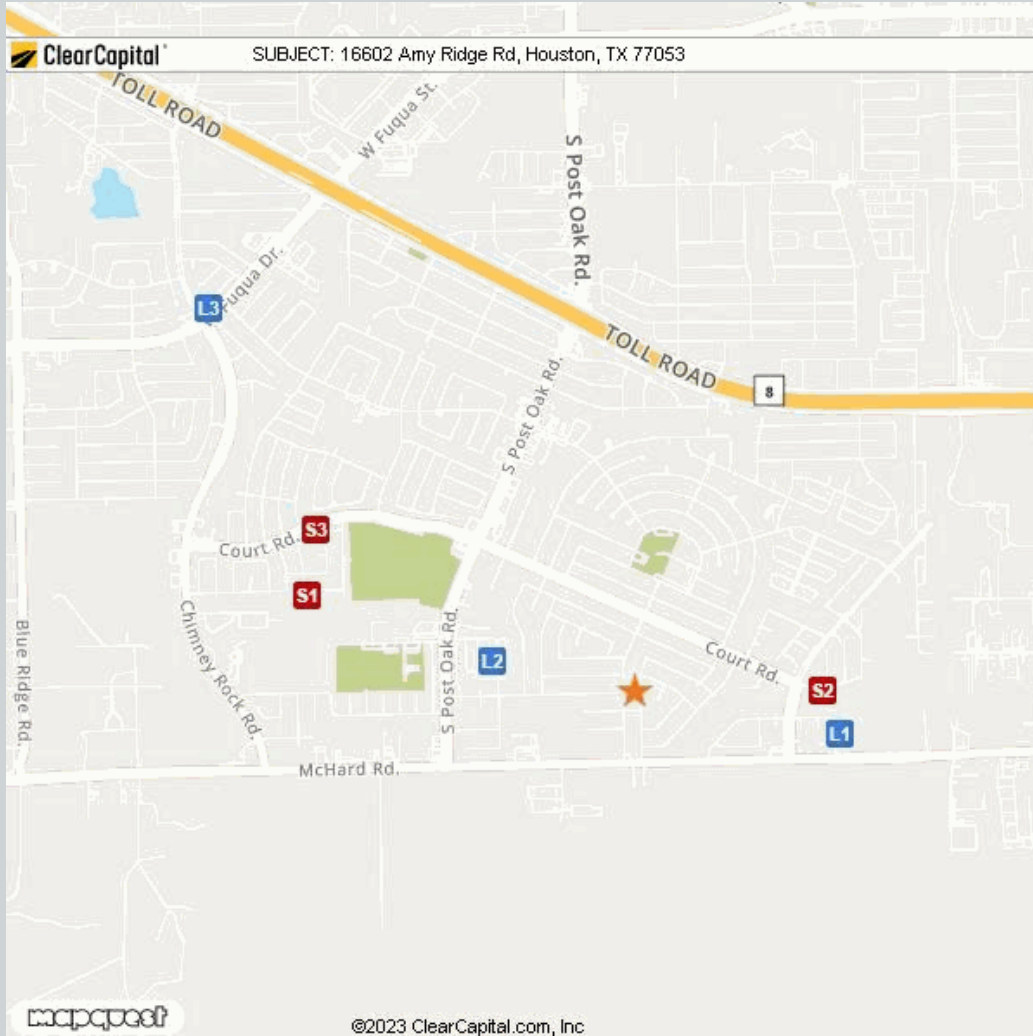 ClearCapital
SUBJECT: 16602 Amy Ridge Rd, Houston, TX 77053
TOLL ROAD
W Fuqua St.
S Post Oak Rd.
Fuqua Dr.
L3
TOLL ROAD
8
S Post Oak Rd.
S3
Court Rd.
S1
Chimney Rock Rd.
Blue Ridge Rd.
S Post Oak Rd.
L2
Court Rd.
S2
L1
McHard Rd.
mapquest
©2023 ClearCapital.com, Inc